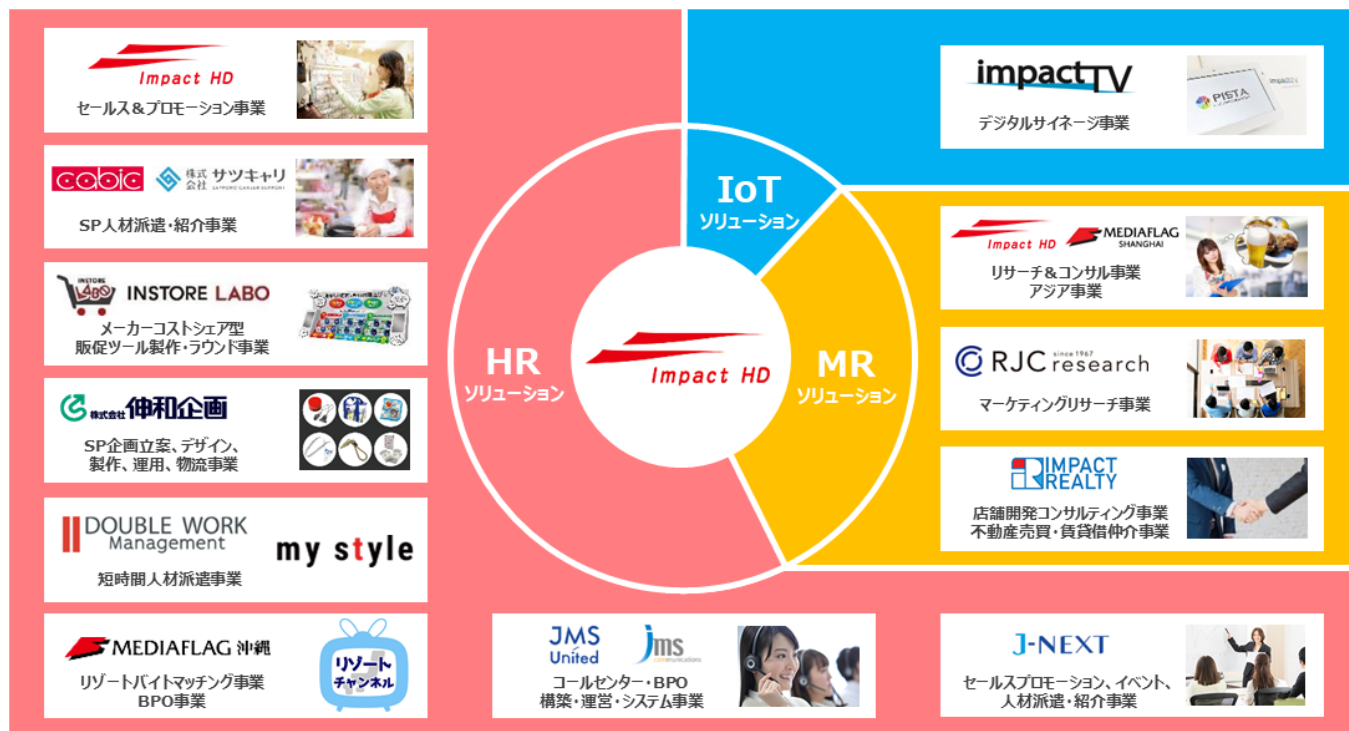 Impact HD
セールス＆プロモーション事業
cabic
株式会社 サツキャリ
SAPPORO CAREER SUPPORT
SP人材派遣・紹介事業
INSTORE
LABO
INSTORE LABO
メーカーコストシェア型
販促ツール製作・ラウンド事業
株式会社 伸和企画
SP企画立案、デザイン、
製作、運用、物流事業
DOUBLE WORK
Management
my style
短時間人材派遣事業
MEDIAFLAG 沖縄
リゾートバイトマッチング事業
BPO事業
リゾート
チャンネル
IoT
ソリューション
HR
ソリューション
MR
ソリューション
Impact HD
JMS
United
jms
communications
コールセンター・BPO
構築・運営・システム事業
impactTV
デジタルサイネージ事業
PISTA
impactTV
Impact HD
MEDIAFLAG
SHANGHAI
リサーチ＆コンサル事業
アジア事業
RJC research
since 1967
マーケティングリサーチ事業
IMPACT
REALTY
店舗開発コンサルティング事業
不動産売買・賃貸借仲介事業
J-NEXT
セールスプロモーション、イベント、
人材派遣・紹介事業